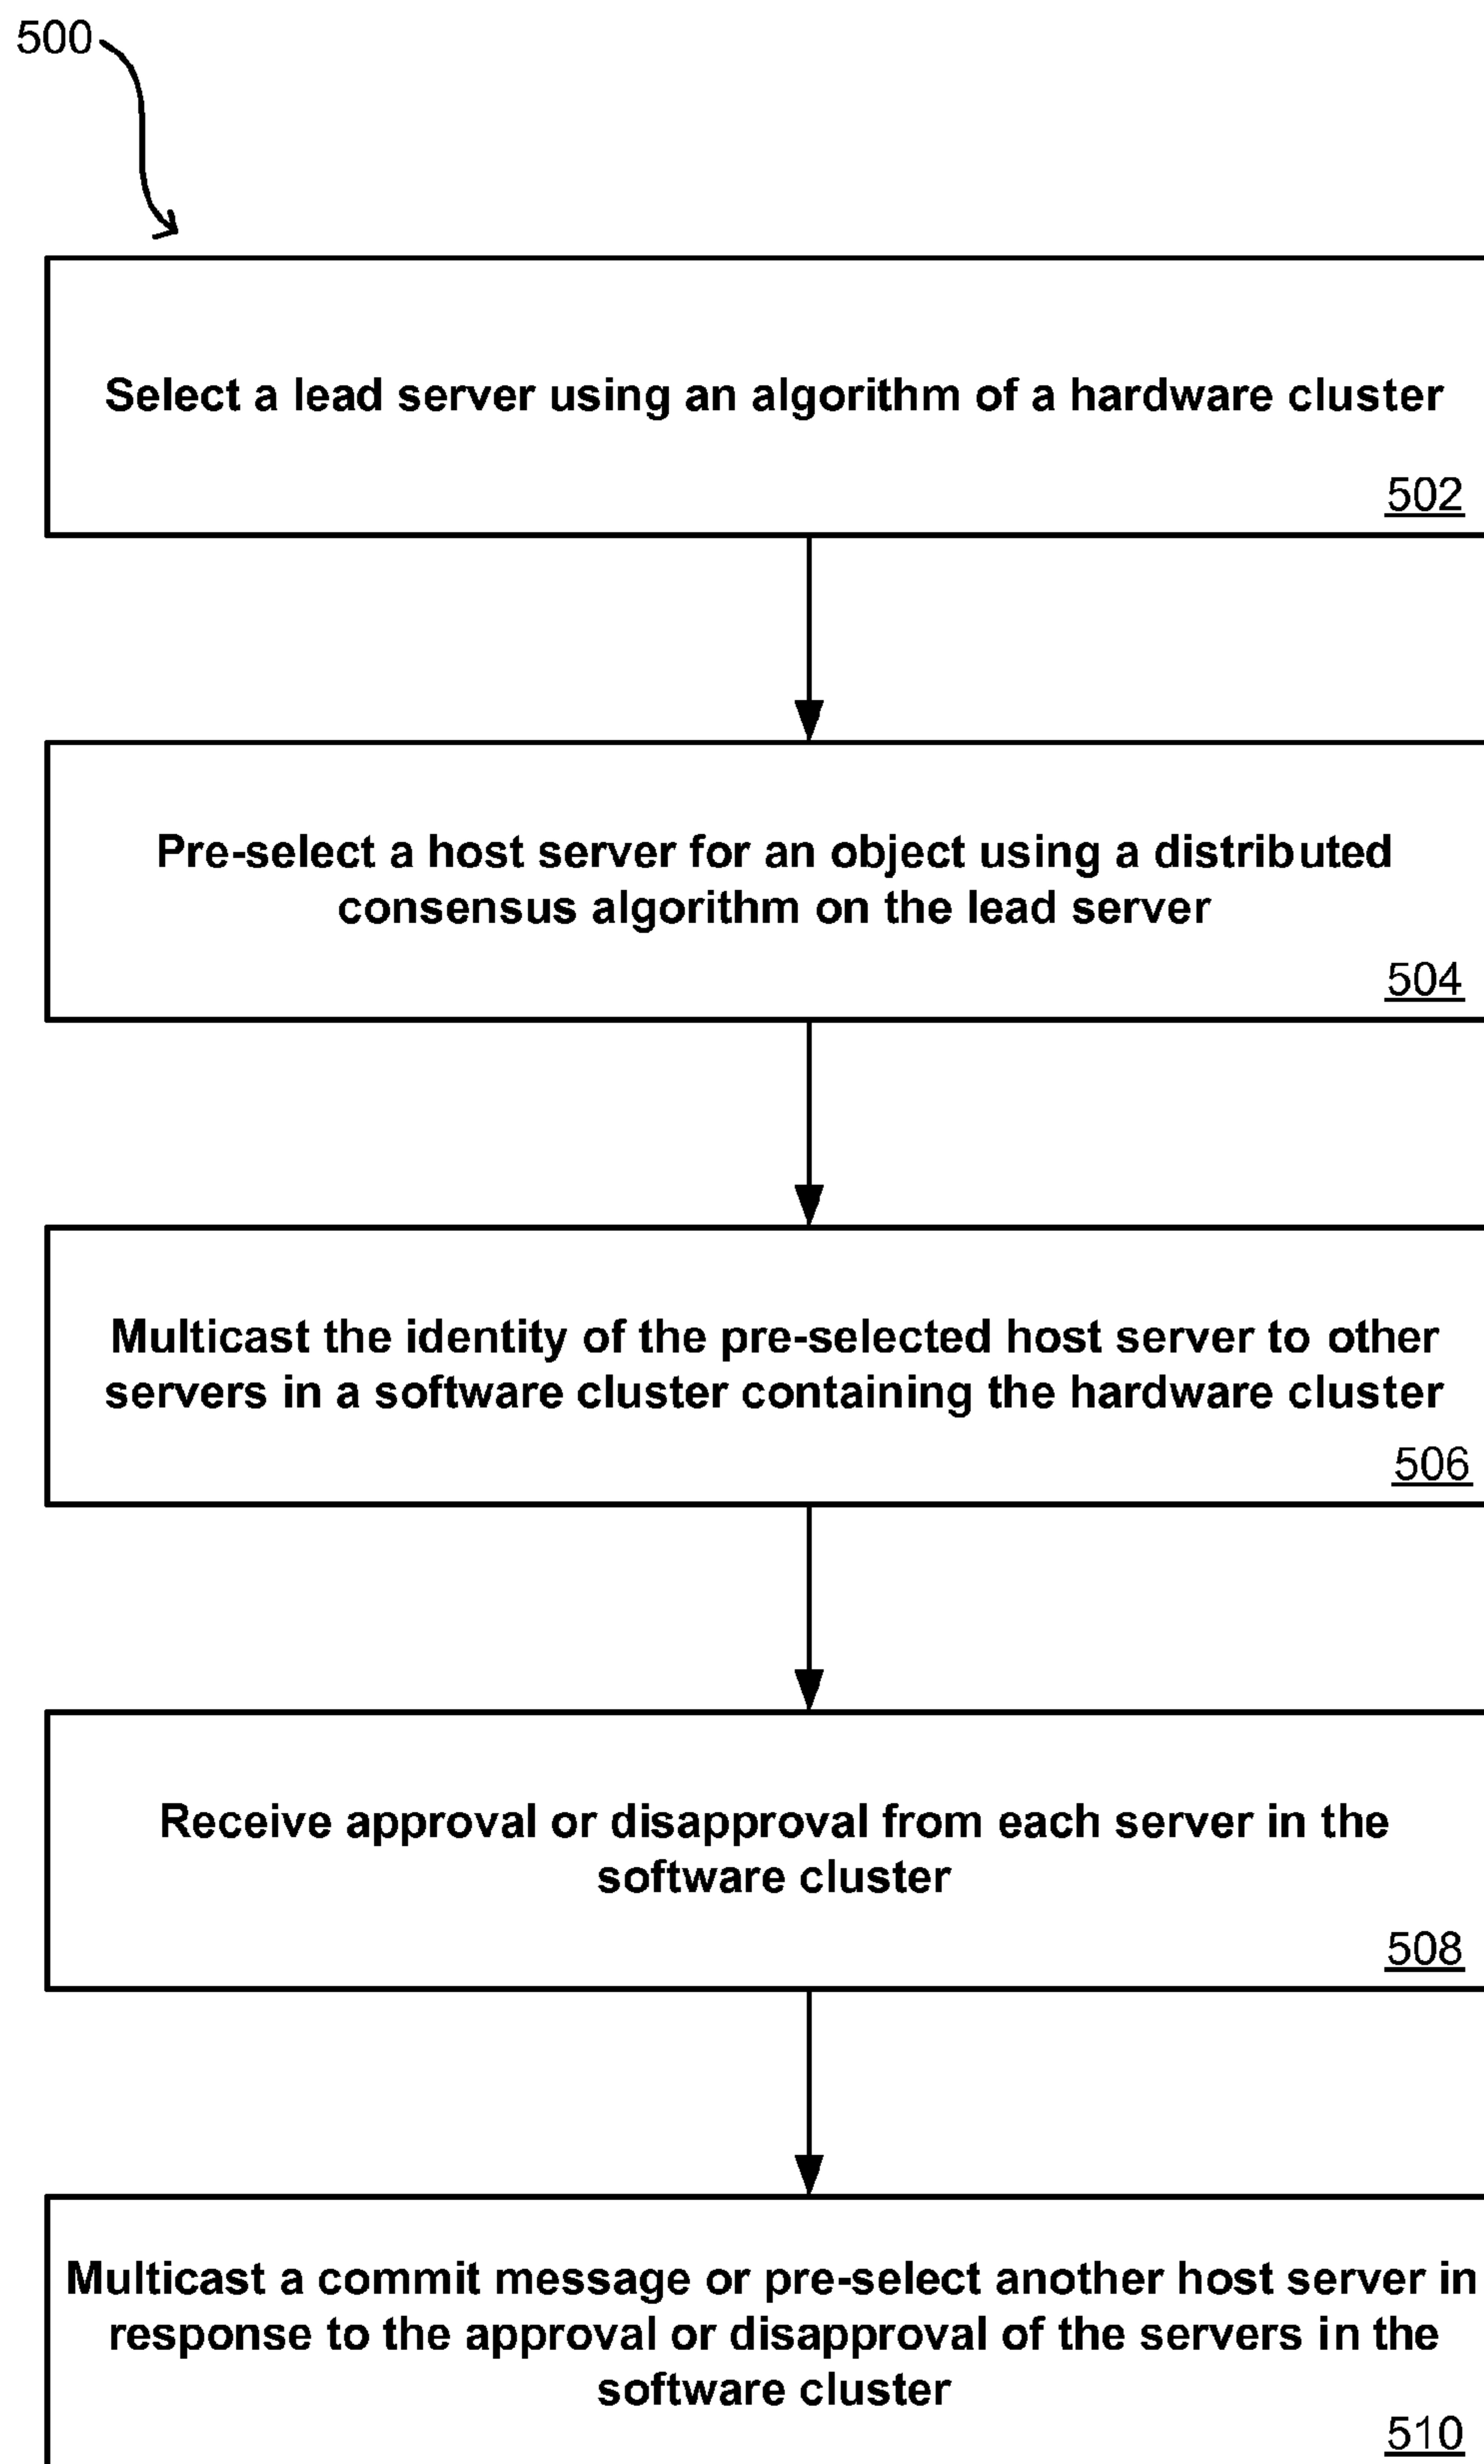 500
Select a lead server using an algorithm of a hardware cluster
502
Pre-select a host server for an object using a distributed
consensus algorithm on the lead server
504
Multicast the identity of the pre-selected host server to other
servers in a software cluster containing the hardware cluster
506
Receive approval or disapproval from each server in the
software cluster
508
Multicast a commit message or pre-select another host server in
response to the approval or disapproval of the servers in the
software cluster
510